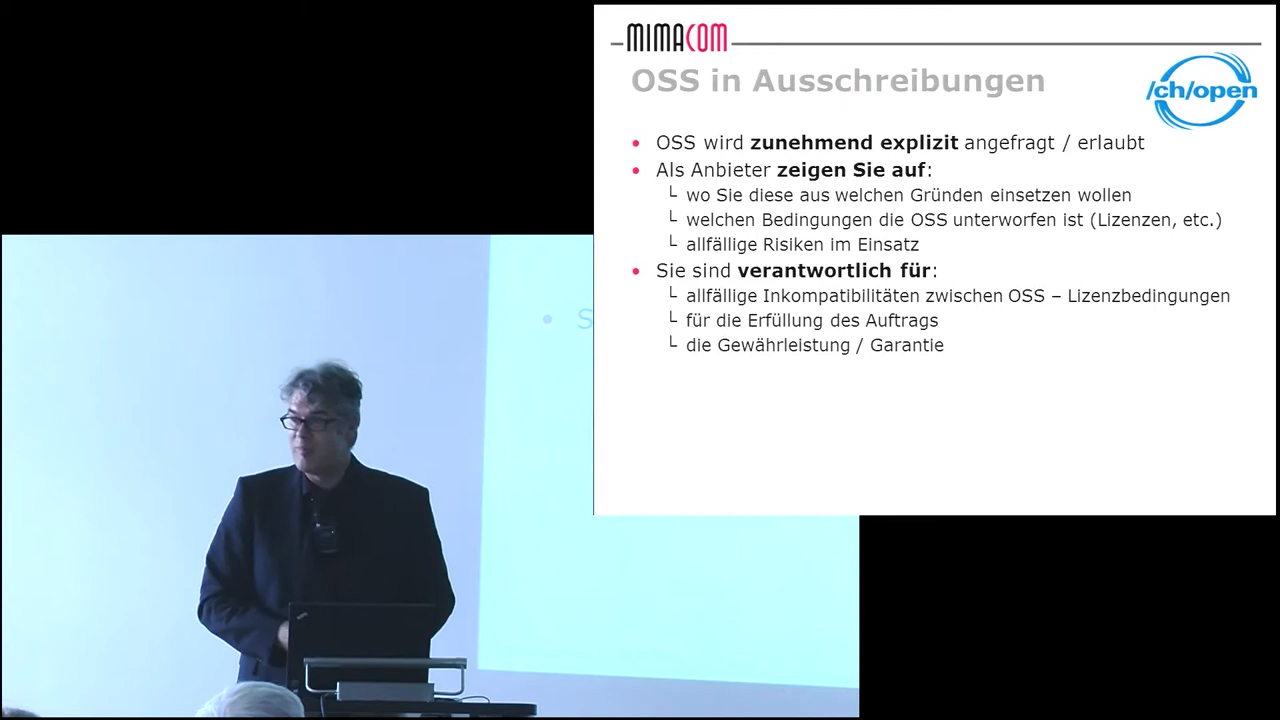 MIMACOM
OSS in Ausschreibungen
/ch/open
• OSS wird zunehmend explizit angefragt / erlaubt
• Als Anbieter zeigen Sie auf:
└ wo Sie diese aus welchen Gründen einsetzen wollen
└ welchen Bedingungen die OSS unterworfen ist (Lizenzen, etc.)
└ allfällige Risiken im Einsatz
• Sie sind verantwortlich für:
└ allfällige Inkompatibilitäten zwischen OSS – Lizenzbedingungen
└ für die Erfüllung des Auftrags
└ die Gewährleistung / Garantie
• S